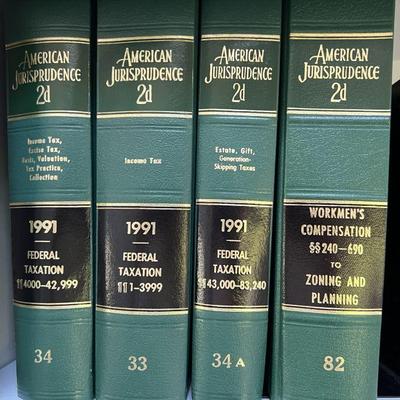 AMERICAN
JURISPRUDENCE
2d
Income Tax,
Excise Tax,
Basis, Valuation,
Tax Practice,
Collection
1991
FEDERAL
TAXATION
¶¶4000–42,999
34
AMERICAN
JURISPRUDENCE
2d
Income Tax
1991
FEDERAL
TAXATION
¶¶1–3999
33
AMERICAN
JURISPRUDENCE
2d
Estate, Gift,
Generation-
Skipping Taxes
1991
FEDERAL
TAXATION
¶¶43,000–83,240
34 A
AMERICAN
JURISPRUDENCE
2d
WORKMEN'S
COMPENSATION
§§240–690
TO
ZONING AND
PLANNING
82